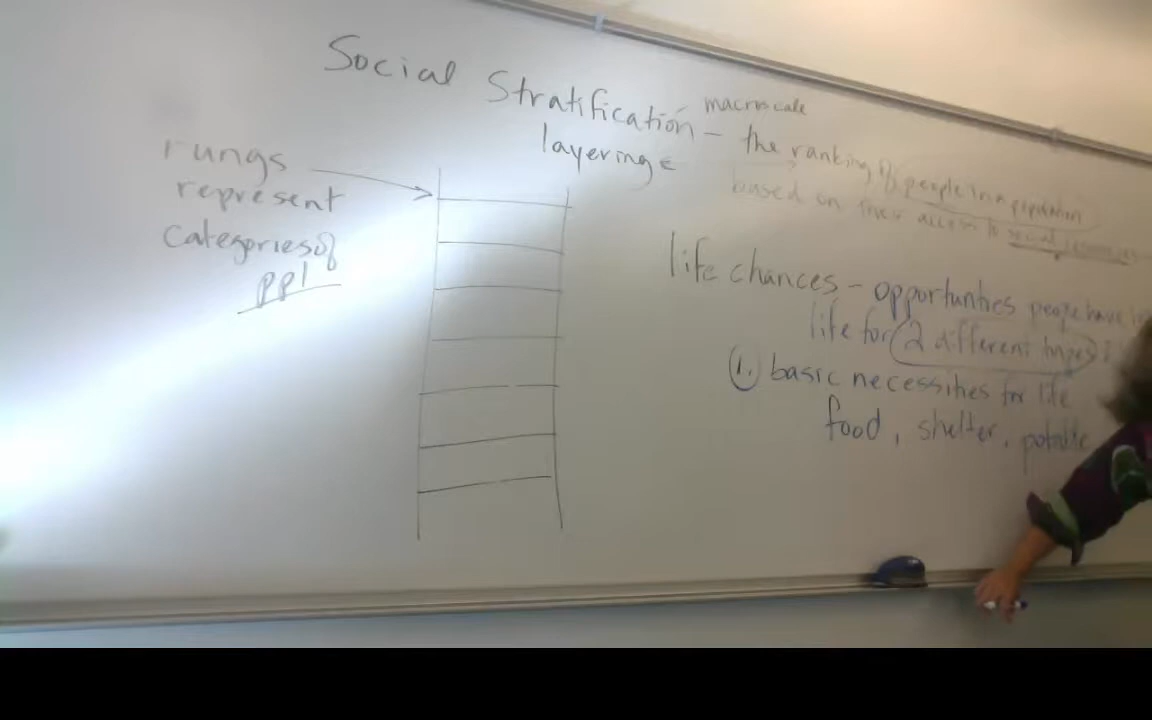 Social Stratification - the ranking of people in a population
macroscale
layering
based on their access to social resources
rungs
represent
categories of
ppl
life chances - opportunities people have in
life for 2 different types:
1. basic necessities for life
food, shelter, potable